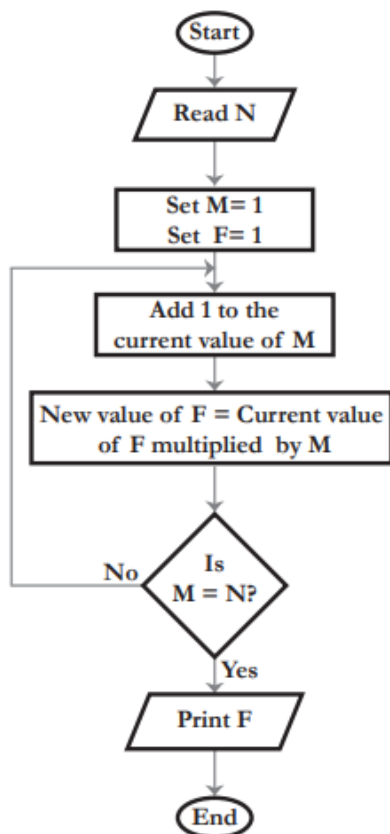 Start
Read N
Set M= 1
Set F= 1
Add 1 to the
current value of M
New value of F = Current value
of F multiplied by M
Is
M = N?
No
Yes
Print F
End